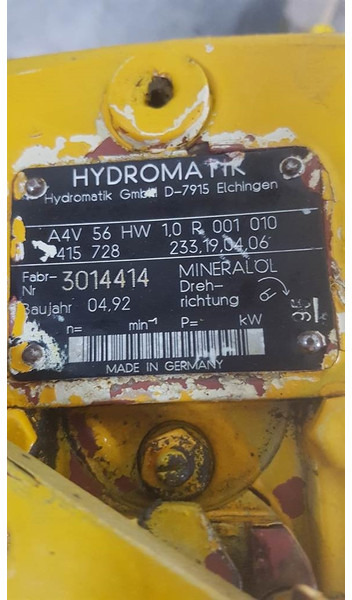 HYDROMATIK
Hydromatik GmbH D-7915 Elchingen
A4V 56 HW 1,0 R 001 010
415 728 233.19.04.06
Fabr-Nr 3014414 MINERALÖL
Baujahr 04,92 Dreh-richtung R
n= min⁻¹ P= kW
MADE IN GERMANY